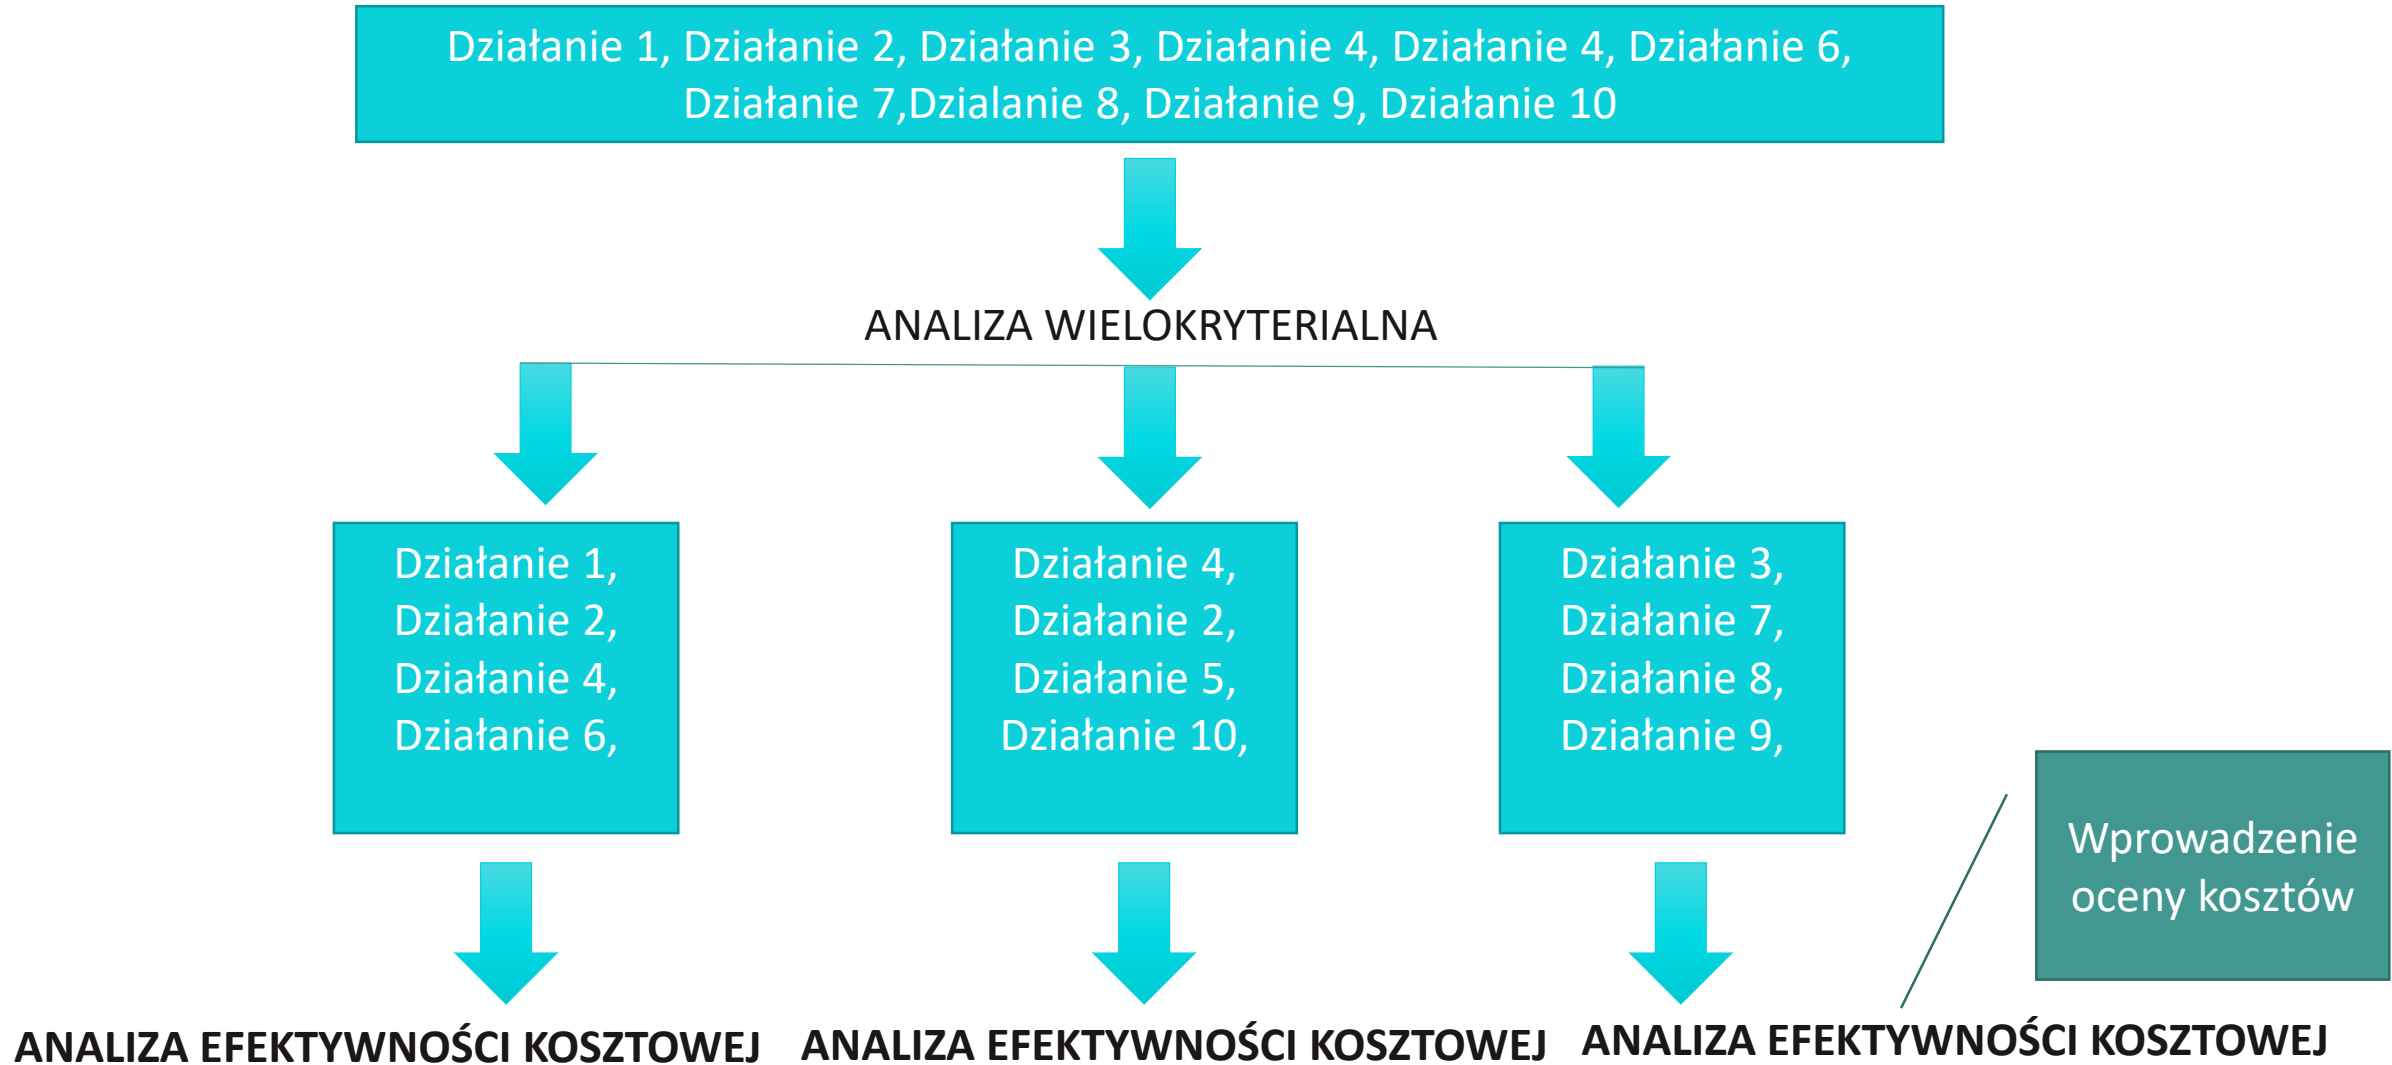 Działanie 1, Działanie 2, Działanie 3, Działanie 4, Działanie 4, Działanie 6,
Działanie 7,Dzialanie 8, Działanie 9, Działanie 10
ANALIZA WIELOKRYTERIALNA
Działanie 1,
Działanie 2,
Działanie 4,
Działanie 6,
Działanie 4,
Działanie 2,
Działanie 5,
Działanie 10,
Działanie 3,
Działanie 7,
Działanie 8,
Działanie 9,
Wprowadzenie
oceny kosztów
ANALIZA EFEKTYWNOŚCI KOSZTOWEJ
ANALIZA EFEKTYWNOŚCI KOSZTOWEJ
ANALIZA EFEKTYWNOŚCI KOSZTOWEJ